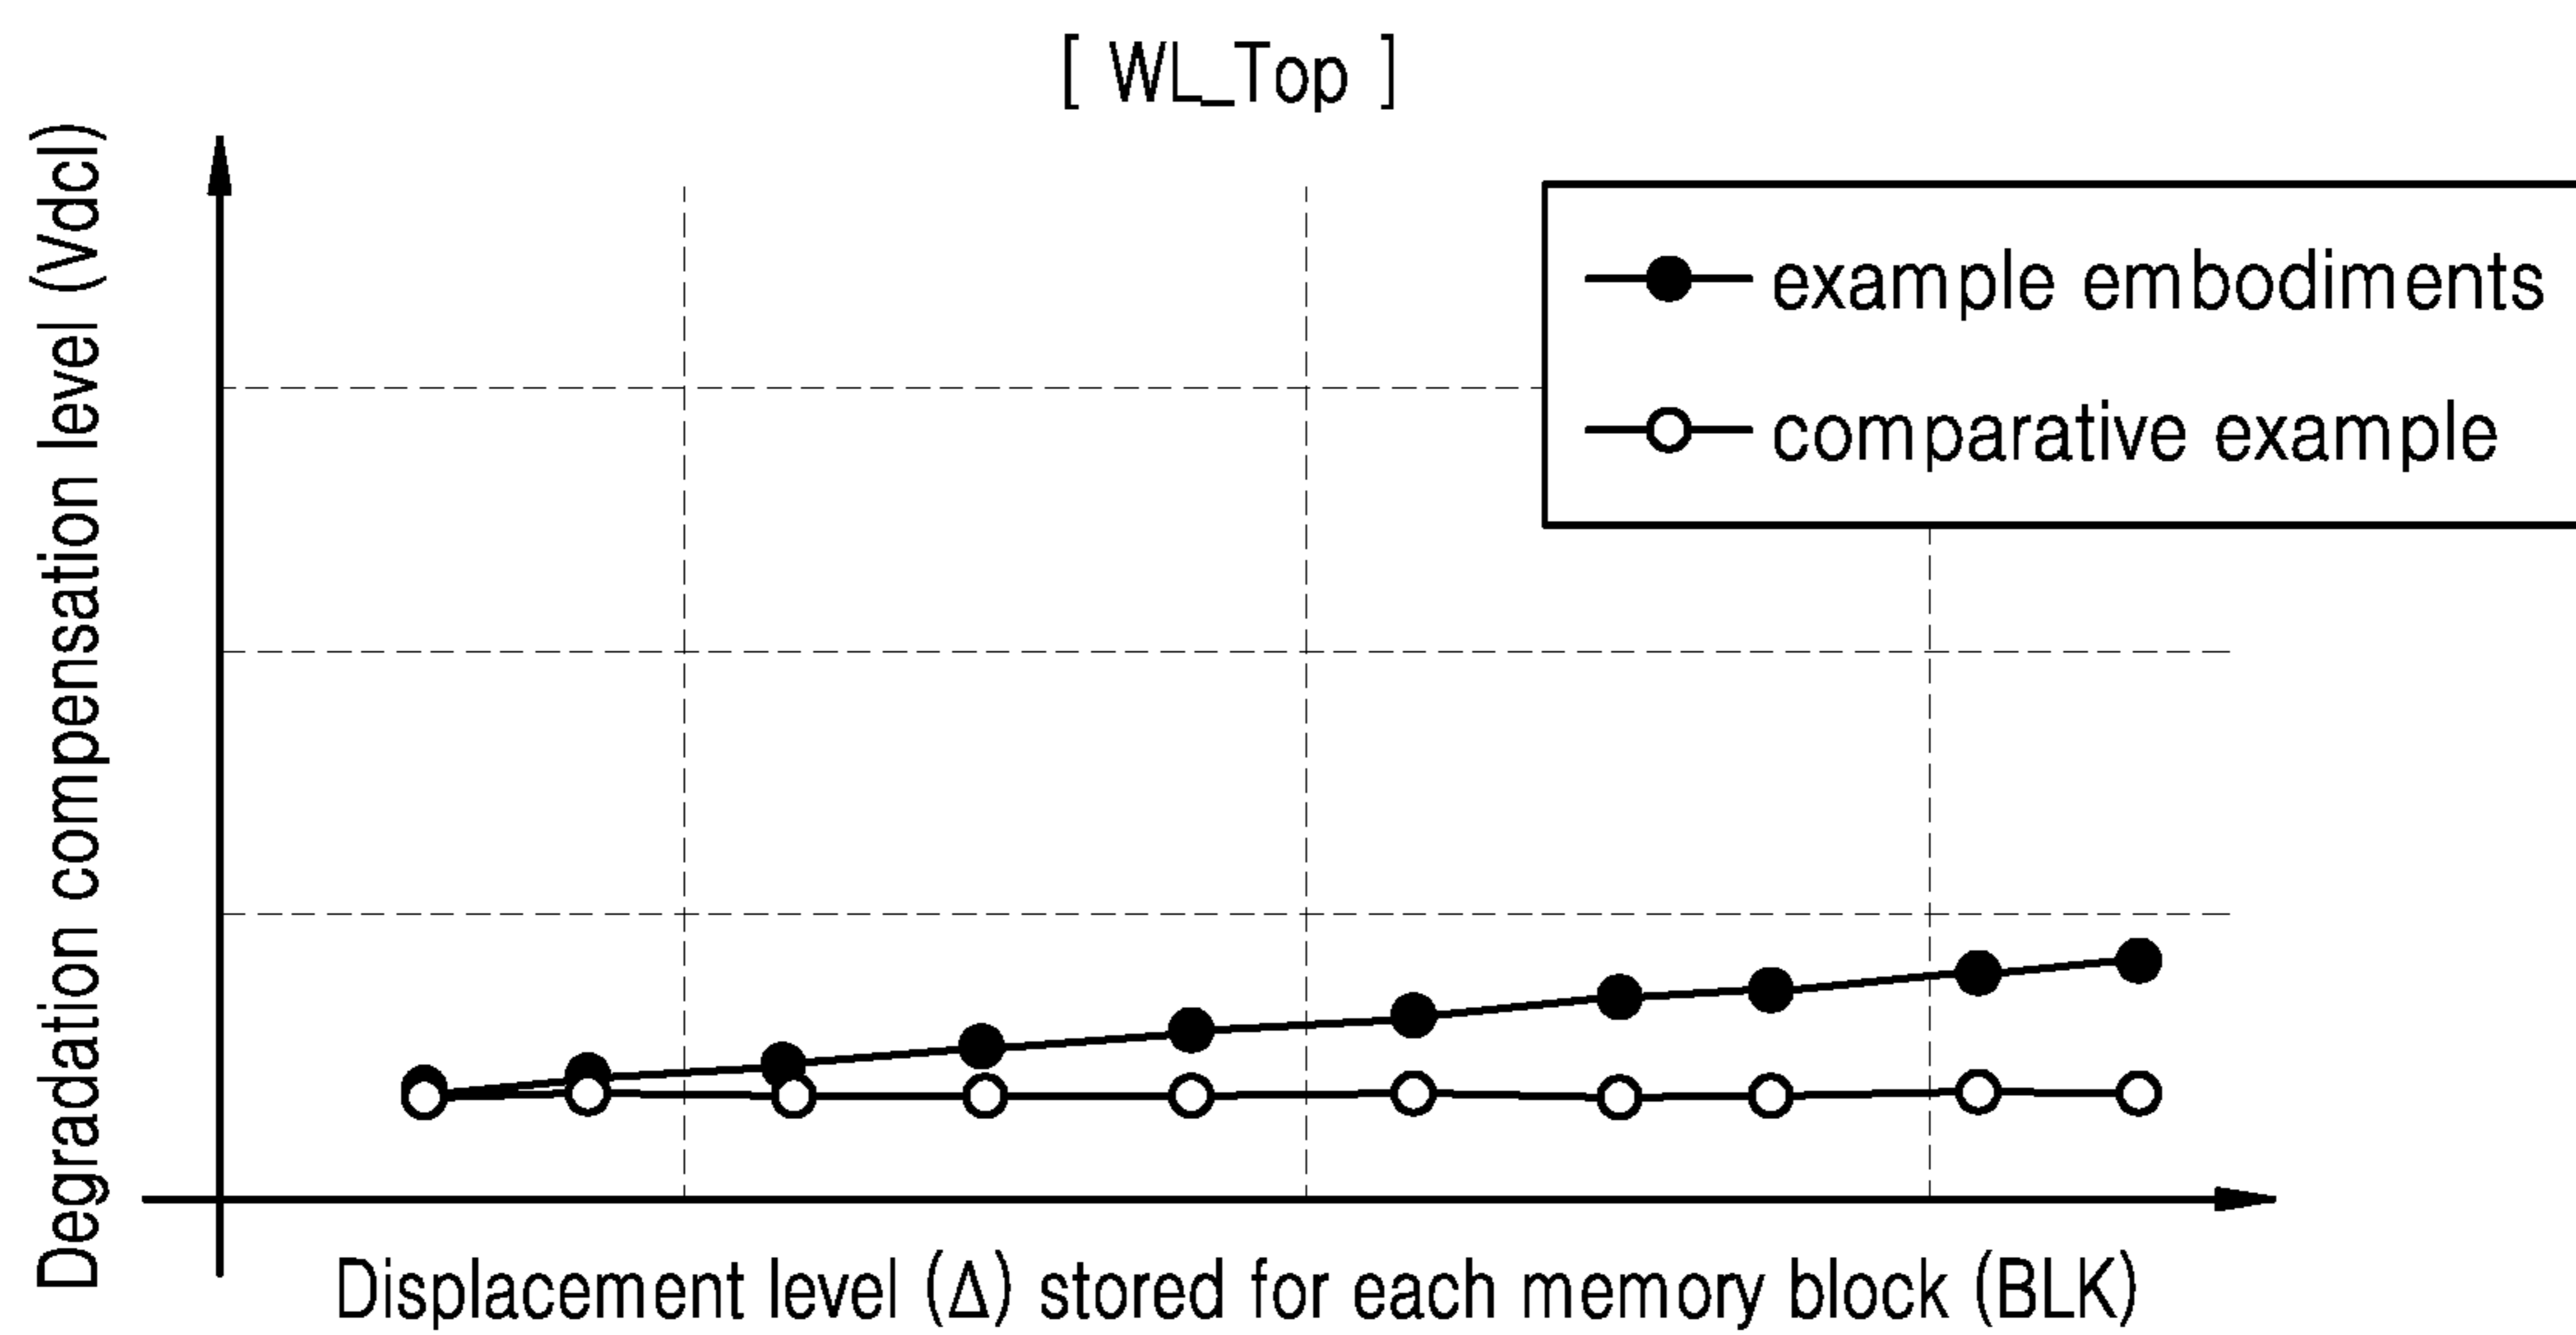 [ WL_Top ]
Degradation compensation level (Vdcl)
example embodiments
comparative example
Displacement level (Δ) stored for each memory block (BLK)